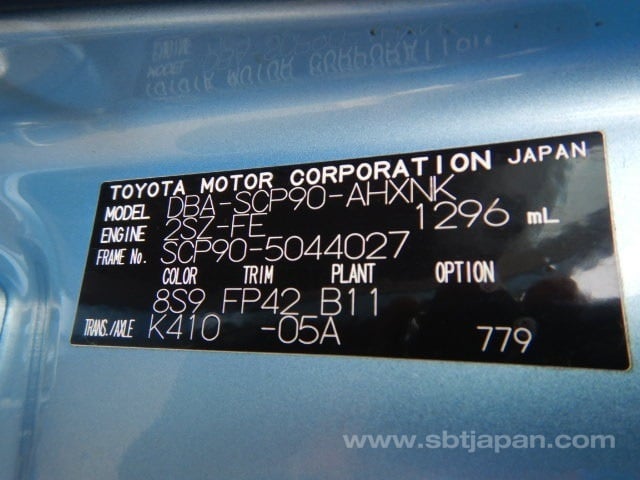 TOYOTA MOTOR CORPORATION JAPAN
MODEL DBA-SCP90-AHXNK
ENGINE 2SZ-FE 1296 mL
FRAME No. SCP90-5044027
COLOR TRIM PLANT OPTION
8S9 FP42 B11
TRANS./AXLE K410 -05A 779
www.sbtjapan.com